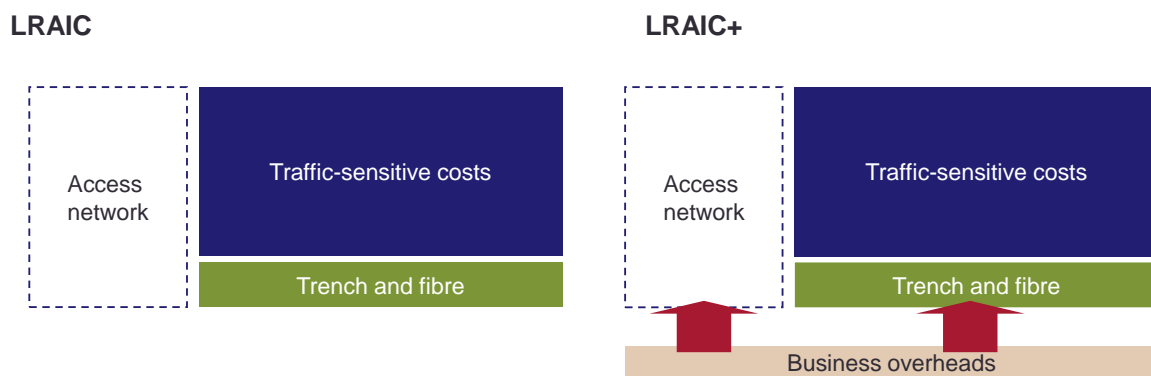 LRAIC
LRAIC+
Access
network
Traffic-sensitive costs
Trench and fibre
Access
network
Traffic-sensitive costs
Trench and fibre
Business overheads